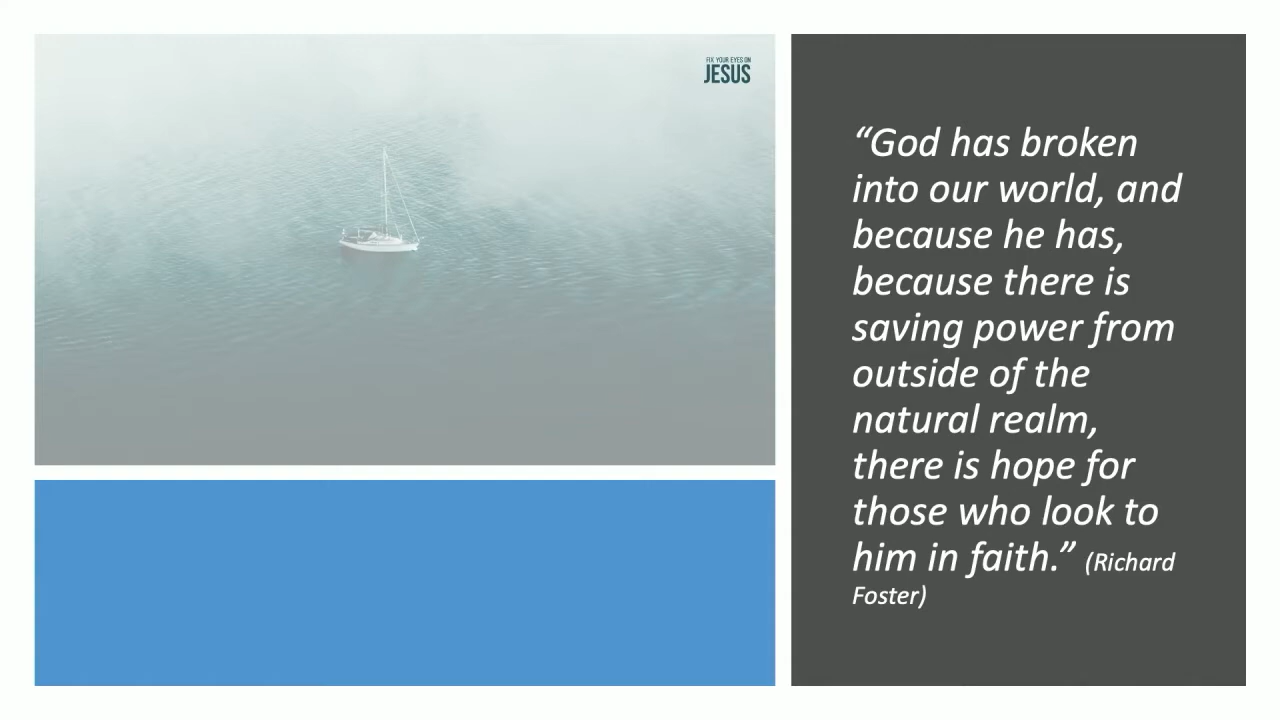 FIX YOUR EYES ON
JESUS
“God has broken
into our world, and
because he has,
because there is
saving power from
outside of the
natural realm,
there is hope for
those who look to
him in faith.” (Richard
Foster)